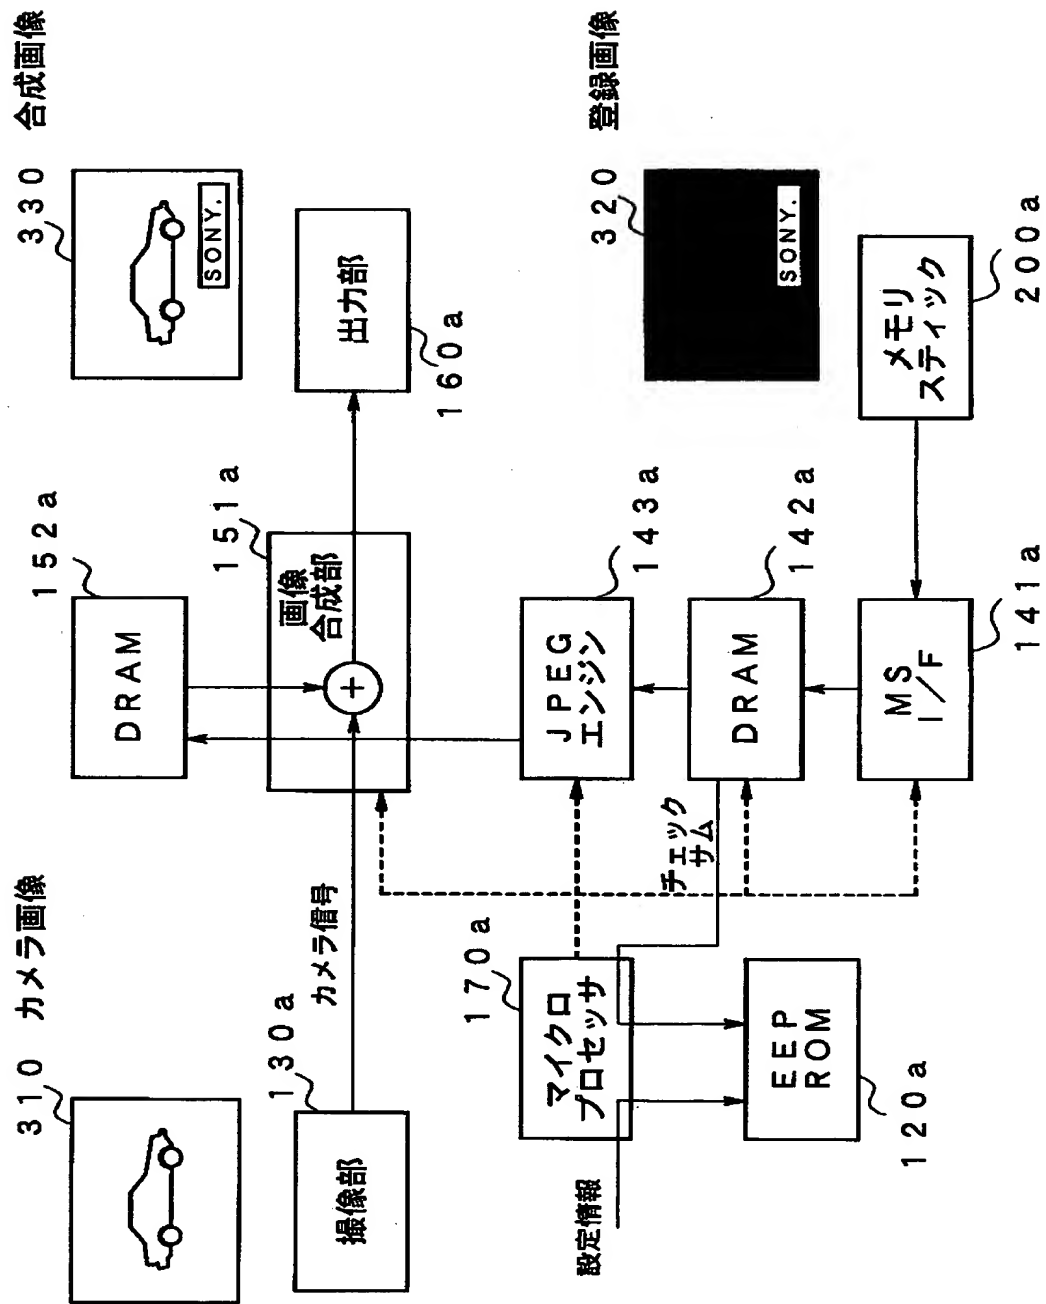 310 カメラ画像
330 合成画像
SONY.
152a
DRAM
撮像部
130a
カメラ信号
画像
合成部
151a
出力部
160a
設定情報
マイクロ
プロセッサ
170a
JPEG
エンジン
143a
320 登録画像
SONY.
チェック
サム
DRAM
142a
EEP
ROM
120a
MS
I/F
141a
メモリ
スティック
200a